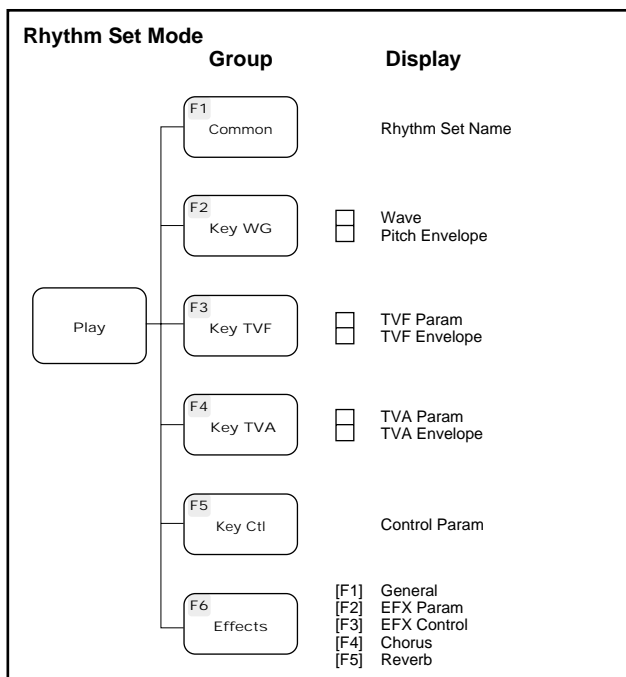 Rhythm Set Mode
Group Display
F1
Common Rhythm Set Name
F2
Key WG Wave
Pitch Envelope
Play
F3
Key TVF TVF Param
TVF Envelope
F4
Key TVA TVA Param
TVA Envelope
F5
Key Ctl Control Param
F6
Effects
[F1] General
[F2] EFX Param
[F3] EFX Control
[F4] Chorus
[F5] Reverb